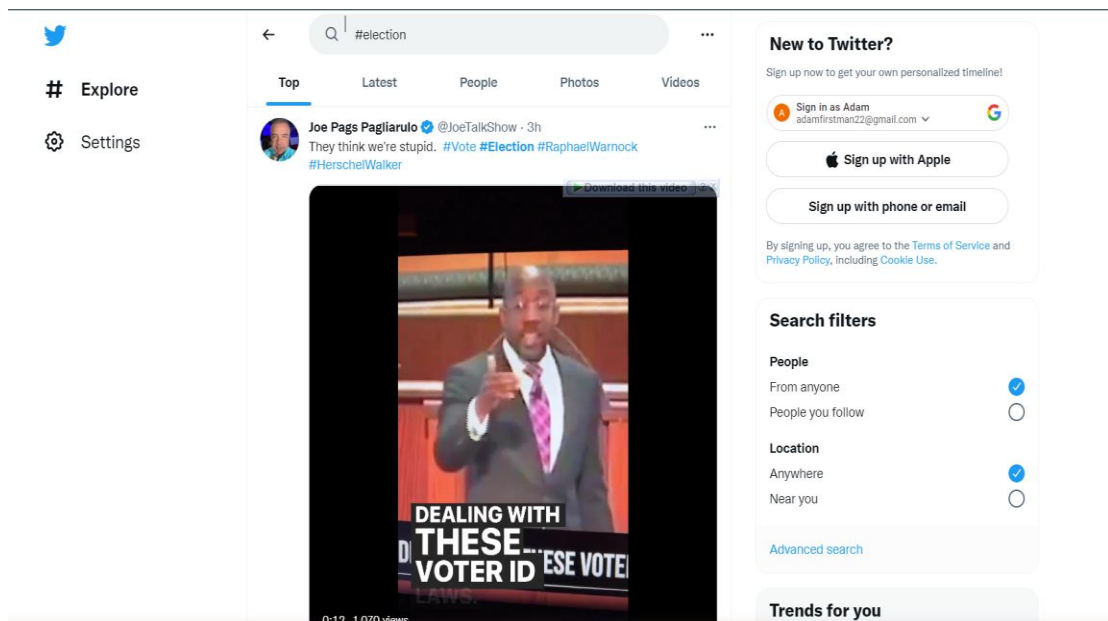 #election
# Explore
Settings
Top Latest People Photos Videos
Joe Pags Pagliarulo @JoeTalkShow · 3h
They think we're stupid. #Vote #Election #RaphaelWarnock
#HerschelWalker
Download this video
DEALING WITH
THESE
VOTER ID
LAWS.
ESE VOTE
0:12 1,070 views
New to Twitter?
Sign up now to get your own personalized timeline!
A
Sign in as Adam
adamfirstman22@gmail.com
G
Sign up with Apple
Sign up with phone or email
By signing up, you agree to the Terms of Service and
Privacy Policy, including Cookie Use.
Search filters
People
From anyone
People you follow
Location
Anywhere
Near you
Advanced search
Trends for you